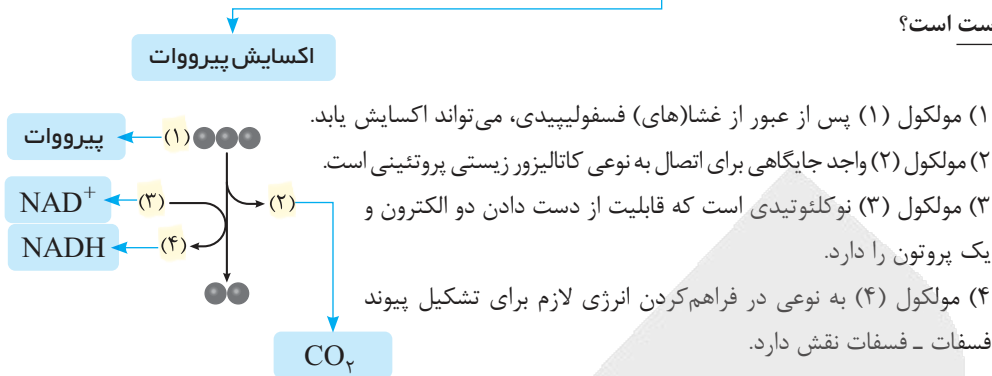 ست است؟
اکسایش پیرووات
۱) مولکول (۱) پس از عبور از غشا(های) فسفولیپیدی، می‌تواند اکسایش یابد.
۲) مولکول (۲) واجد جایگاهی برای اتصال به نوعی کاتالیزور زیستی پروتئینی است.
۳) مولکول (۳) نوکلئوتیدی است که قابلیت از دست دادن دو الکترون و
یک پروتون را دارد.
۴) مولکول (۴) به نوعی در فراهم‌کردن انرژی لازم برای تشکیل پیوند
فسفات ـ فسفات نقش دارد.
(۱) پیرووات
(۲)
NAD⁺ (۳)
NADH (۴)
CO₂